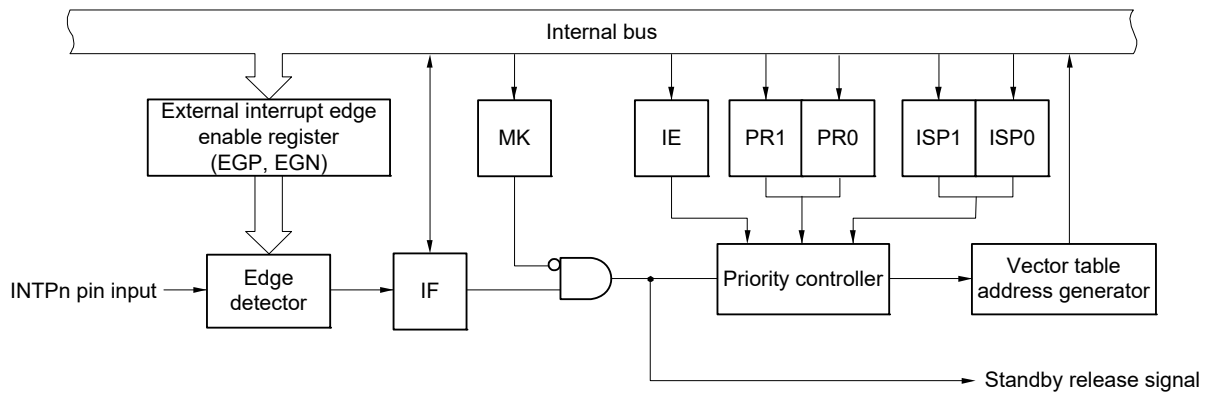 Internal bus
External interrupt edge
enable register
(EGP, EGN)
MK
IE
PR1
PR0
ISP1
ISP0
INTPn pin input
Edge
detector
IF
Priority controller
Vector table
address generator
Standby release signal